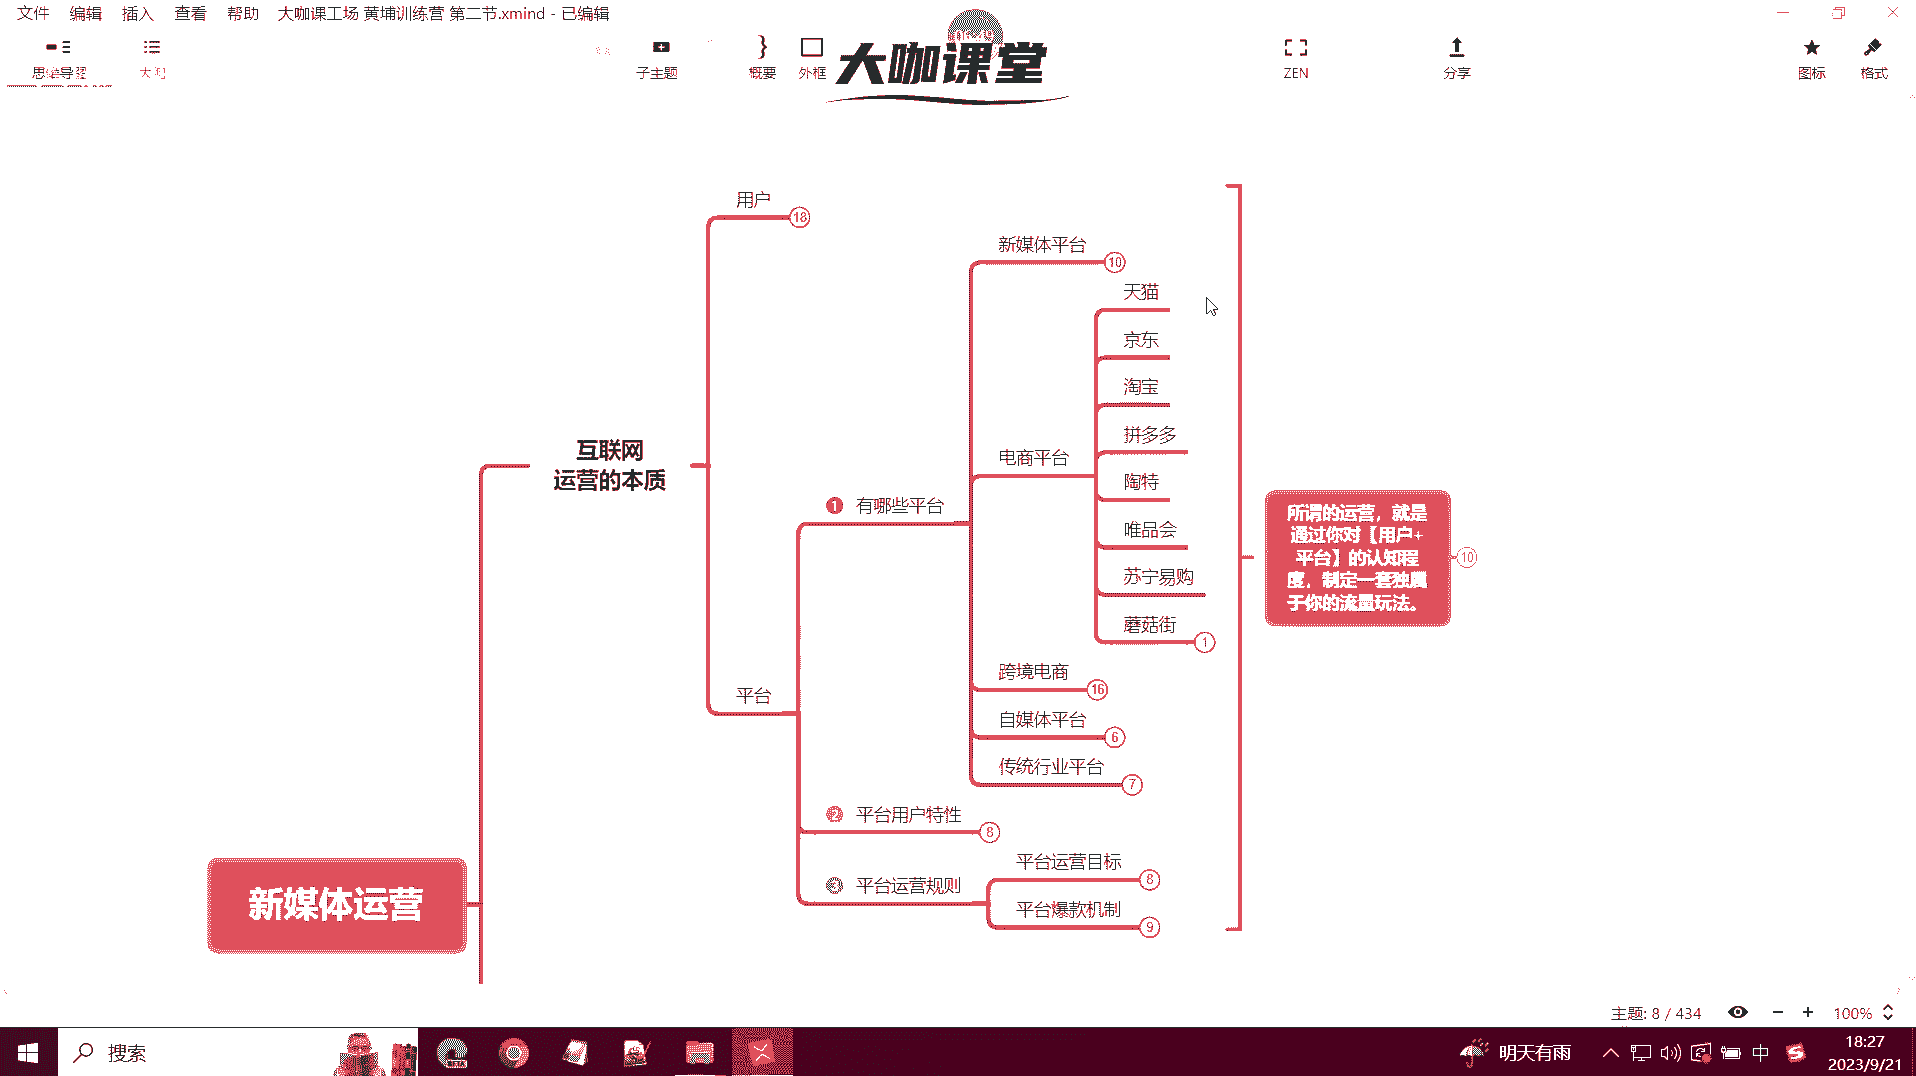 文件 编辑 插入 查看 帮助 大咖课工场 黄埔训练营 第二节.xmind - 已编辑
思维导图
大纲
子主题
概要
外框
大咖课堂
ZEN
分享
图标
格式
用户
18
新媒体平台
10
天猫
京东
淘宝
拼多多
陶特
唯品会
苏宁易购
蘑菇街
1
电商平台
互联网
运营的本质
1 有哪些平台
所谓的运营，就是
通过你对【用户+
平台】的认知程
度，制定一套独属
于你的流量玩法。
10
跨境电商
16
平台
自媒体平台
6
传统行业平台
7
2 平台用户特性
8
平台运营目标
8
3 平台运营规则
平台爆款机制
9
新媒体运营
主题: 8 / 434
100%
搜索
明天有雨
中
18:27
2023/9/21